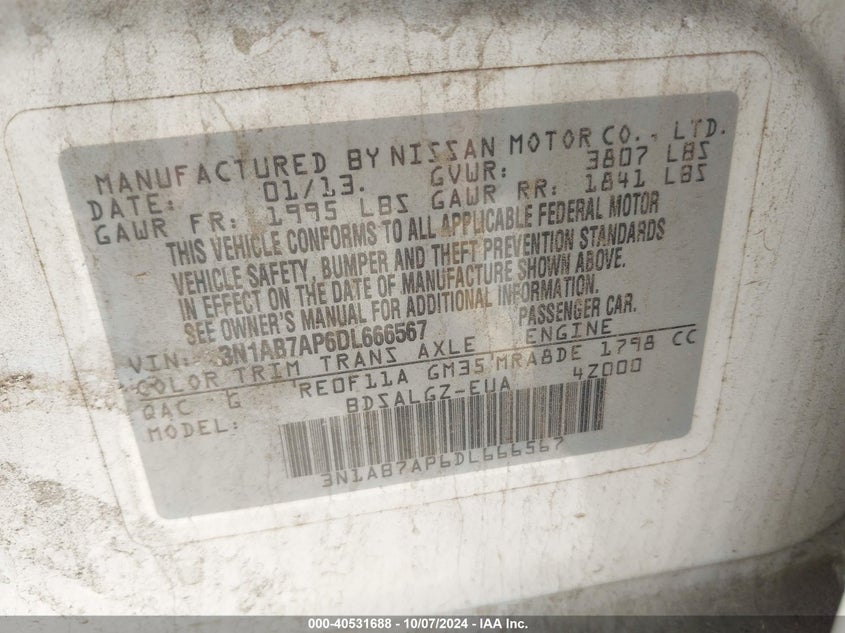 MANUFACTURED BY NISSAN MOTOR CO., LTD.
DATE: 01/13. GVWR: 3807 LBS
GAWR FR: 1995 LBS GAWR RR: 1841 LBS
THIS VEHICLE CONFORMS TO ALL APPLICABLE FEDERAL MOTOR
VEHICLE SAFETY, BUMPER AND THEFT PREVENTION STANDARDS
IN EFFECT ON THE DATE OF MANUFACTURE SHOWN ABOVE.
SEE OWNER'S MANUAL FOR ADDITIONAL INFORMATION.
VIN: 3N1AB7AP6DL666567 PASSENGER CAR.
COLOR TRIM TRANS AXLE ENGINE
QAC G RE0F11A GM35 MRA8DE 1798 CC
MODEL: BDSALGZ-EUA 4Z000
3N1AB7AP6DL666567
000-40531688 - 10/07/2024 - IAA Inc.